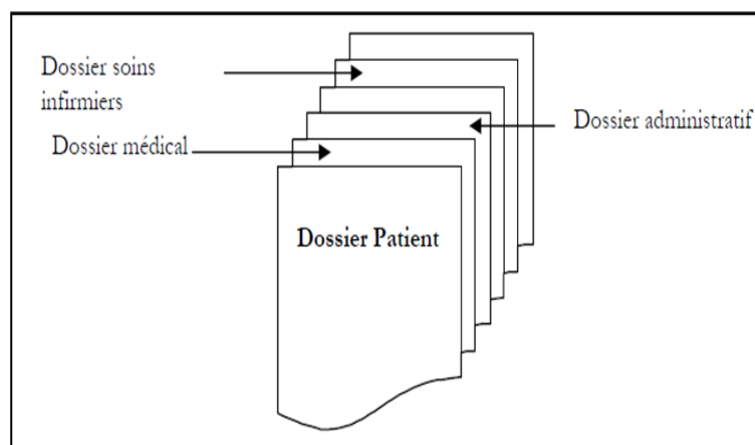 Dossier soins
infirmiers
Dossier administratif
Dossier médical
Dossier Patient